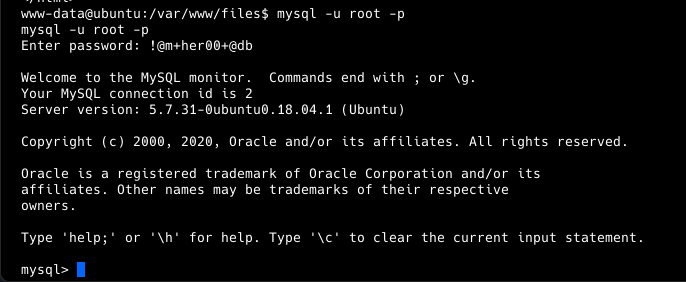 www-data@ubuntu:/var/www/files$ mysql -u root -p
mysql -u root -p
Enter password: !@m+her00+@db
Welcome to the MySQL monitor.  Commands end with ; or \g.
Your MySQL connection id is 2
Server version: 5.7.31-0ubuntu0.18.04.1 (Ubuntu)
Copyright (c) 2000, 2020, Oracle and/or its affiliates. All rights reserved.
Oracle is a registered trademark of Oracle Corporation and/or its
affiliates. Other names may be trademarks of their respective
owners.
Type 'help;' or '\h' for help. Type '\c' to clear the current input statement.
mysql>